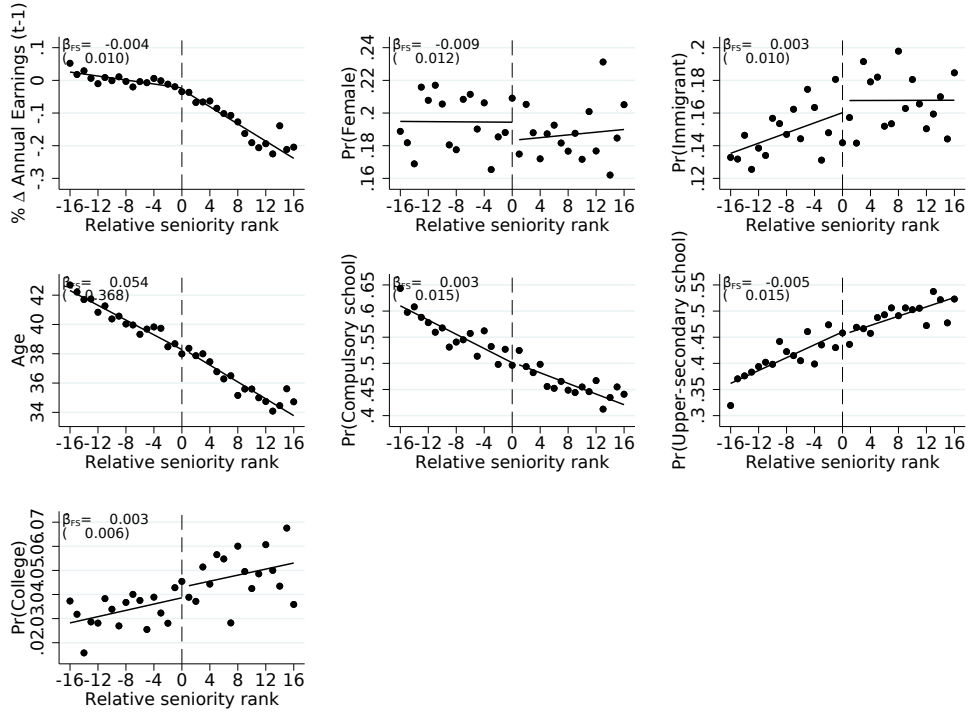 % Δ Annual Earnings (t-1)
.1
0
-.1
-.2
-.3
βFS= -0.004
( 0.010)
-16 -12 -8 -4 0 4 8 12 16
Relative seniority rank
Pr(Female)
.24
.22
.2
.18
.16
βFS= -0.009
( 0.012)
-16 -12 -8 -4 0 4 8 12 16
Relative seniority rank
Pr(Immigrant)
.2
.18
.16
.14
.12
βFS= 0.003
( 0.010)
-16 -12 -8 -4 0 4 8 12 16
Relative seniority rank
Age
42
40
38
36
34
βFS= 0.054
( 0.368)
-16 -12 -8 -4 0 4 8 12 16
Relative seniority rank
Pr(Compulsory school)
.65
.6
.55
.5
.45
.4
βFS= 0.003
( 0.015)
-16 -12 -8 -4 0 4 8 12 16
Relative seniority rank
Pr(Upper-secondary school)
.55
.5
.45
.4
.35
.3
βFS= -0.005
( 0.015)
-16 -12 -8 -4 0 4 8 12 16
Relative seniority rank
Pr(College)
.07
.06
.05
.04
.03
.02
βFS= 0.003
( 0.006)
-16 -12 -8 -4 0 4 8 12 16
Relative seniority rank